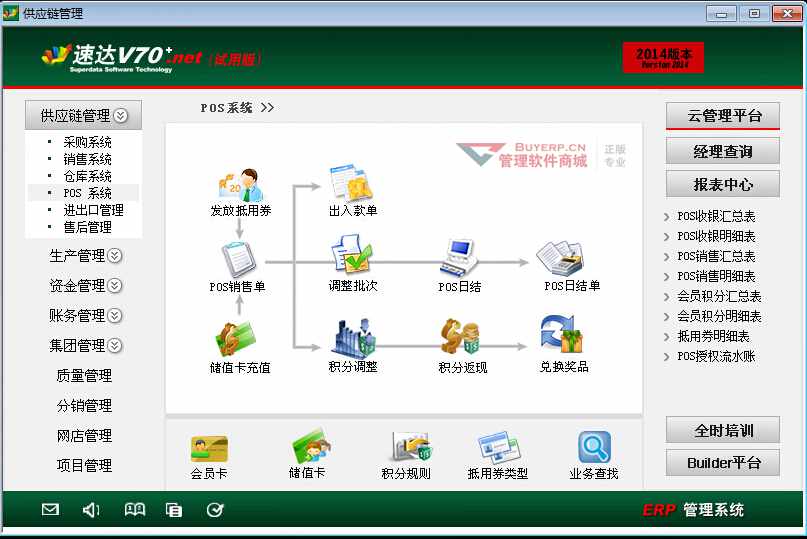 供应链管理
速达V70+.net (试用版)
Superdata Software Technology
2014版本
Version 2014
供应链管理
采购系统
销售系统
仓库系统
POS 系统
进出口管理
售后管理
生产管理
资金管理
账务管理
集团管理
质量管理
分销管理
网店管理
项目管理
POS系统 >>
BUYERP.CN
管理软件商城
正版
专业
发放抵用券
出入款单
POS销售单
调整批次
POS日结
POS日结单
储值卡充值
积分调整
积分返现
兑换奖品
会员卡
储值卡
积分规则
抵用券类型
业务查找
云管理平台
经理查询
报表中心
POS收银汇总表
POS收银明细表
POS销售汇总表
POS销售明细表
会员积分汇总表
会员积分明细表
抵用券明细表
POS授权流水账
全时培训
Builder平台
ERP 管理系统